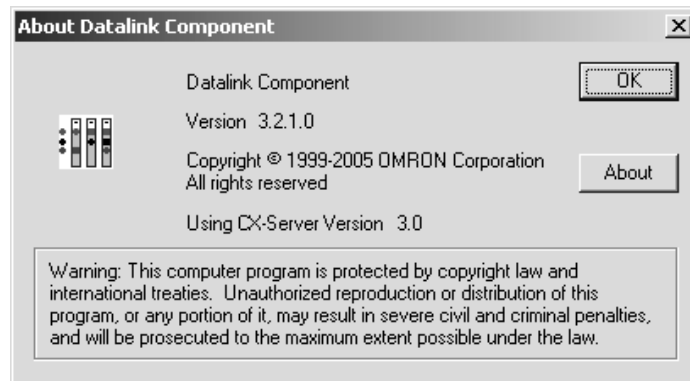 About Datalink Component
Datalink Component
OK
Version 3.2.1.0
Copyright © 1999-2005 OMRON Corporation
All rights reserved
About
Using CX-Server Version 3.0
Warning: This computer program is protected by copyright law and
international treaties. Unauthorized reproduction or distribution of this
program, or any portion of it, may result in severe civil and criminal penalties,
and will be prosecuted to the maximum extent possible under the law.